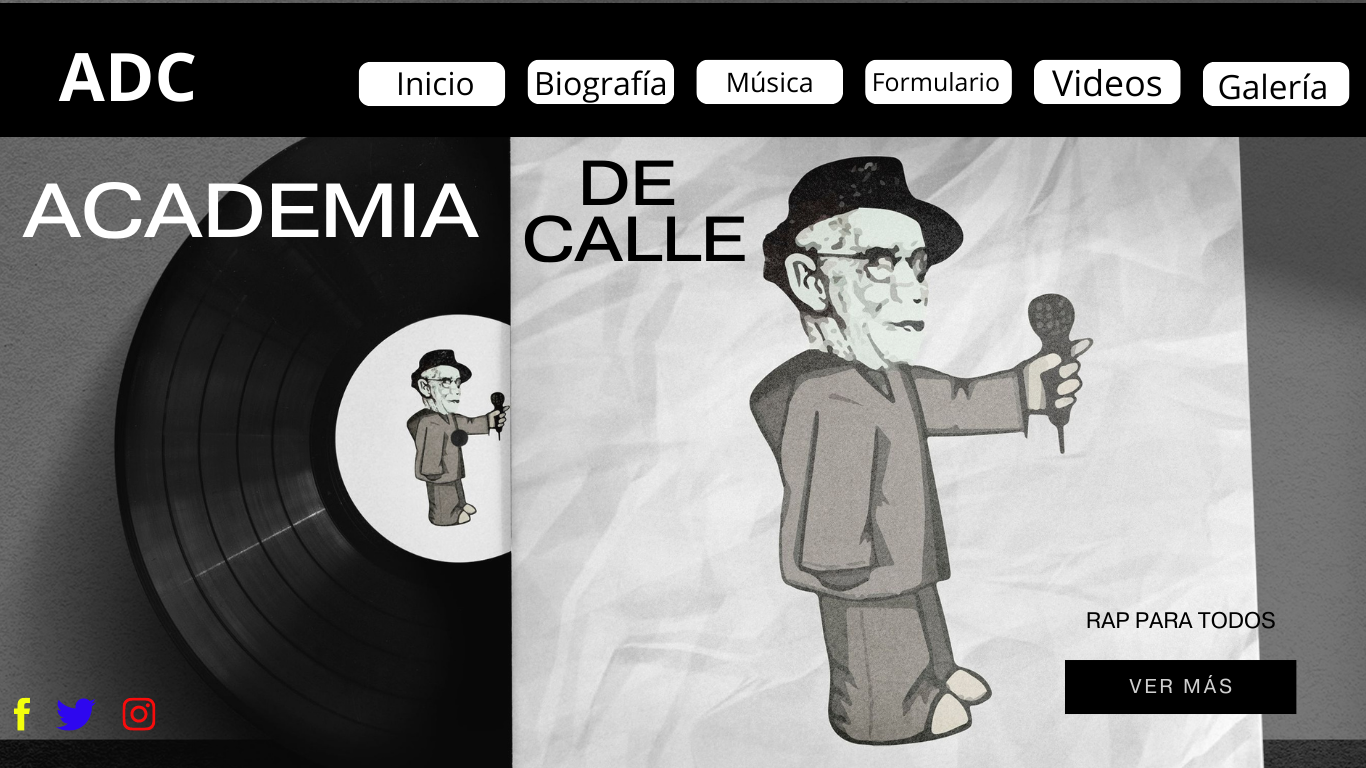 ADC
Inicio
Biografía
Música
Formulario
Videos
Galería
ACADEMIA
DE
CALLE
RAP PARA TODOS
VER MÁS